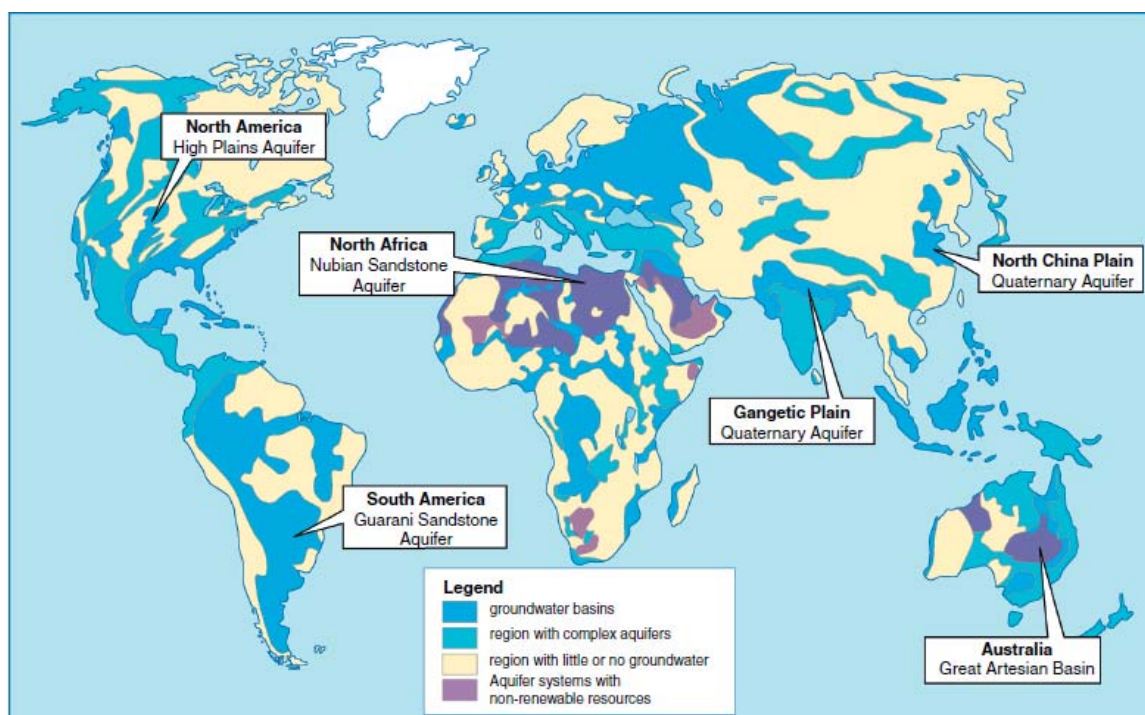 North America
High Plains Aquifer
North Africa
Nubian Sandstone
Aquifer
North China Plain
Quaternary Aquifer
Gangetic Plain
Quaternary Aquifer
South America
Guarani Sandstone
Aquifer
Australia
Great Artesian Basin
Legend
groundwater basins
region with complex aquifers
region with little or no groundwater
Aquifer systems with
non-renewable resources